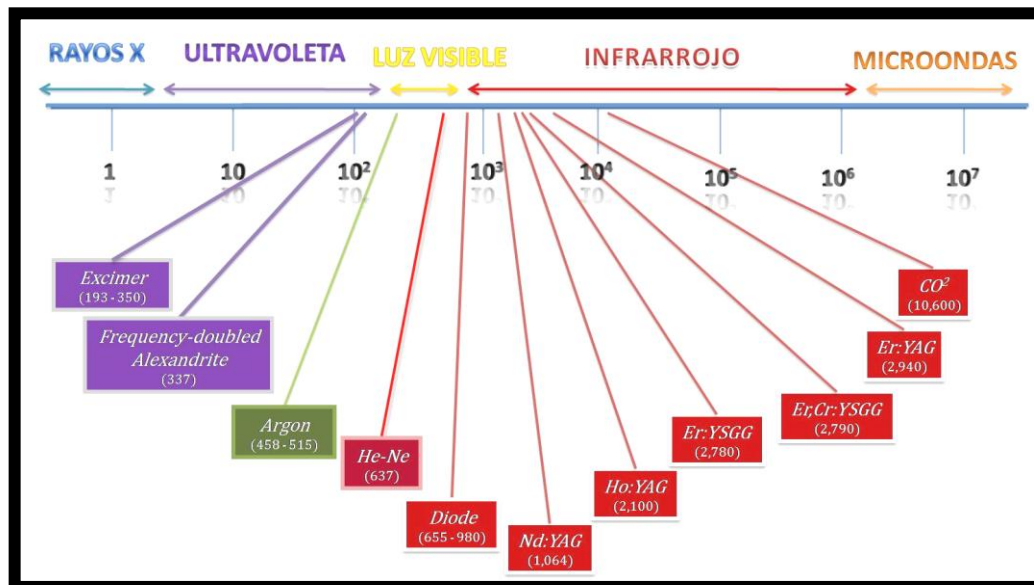 RAYOS X
ULTRAVOLETA
LUZ VISIBLE
INFRARROJO
MICROONDAS
1
10
10²
10³
10⁴
10⁵
10⁶
10⁷
Excimer
(193-350)
Frequency-doubled
Alexandrite
(337)
Argon
(458-515)
He-Ne
(637)
Diode
(655-980)
Nd:YAG
(1,064)
Ho:YAG
(2,100)
Er:YSGG
(2,780)
Er,Cr:YSGG
(2,790)
Er:YAG
(2,940)
CO²
(10,600)